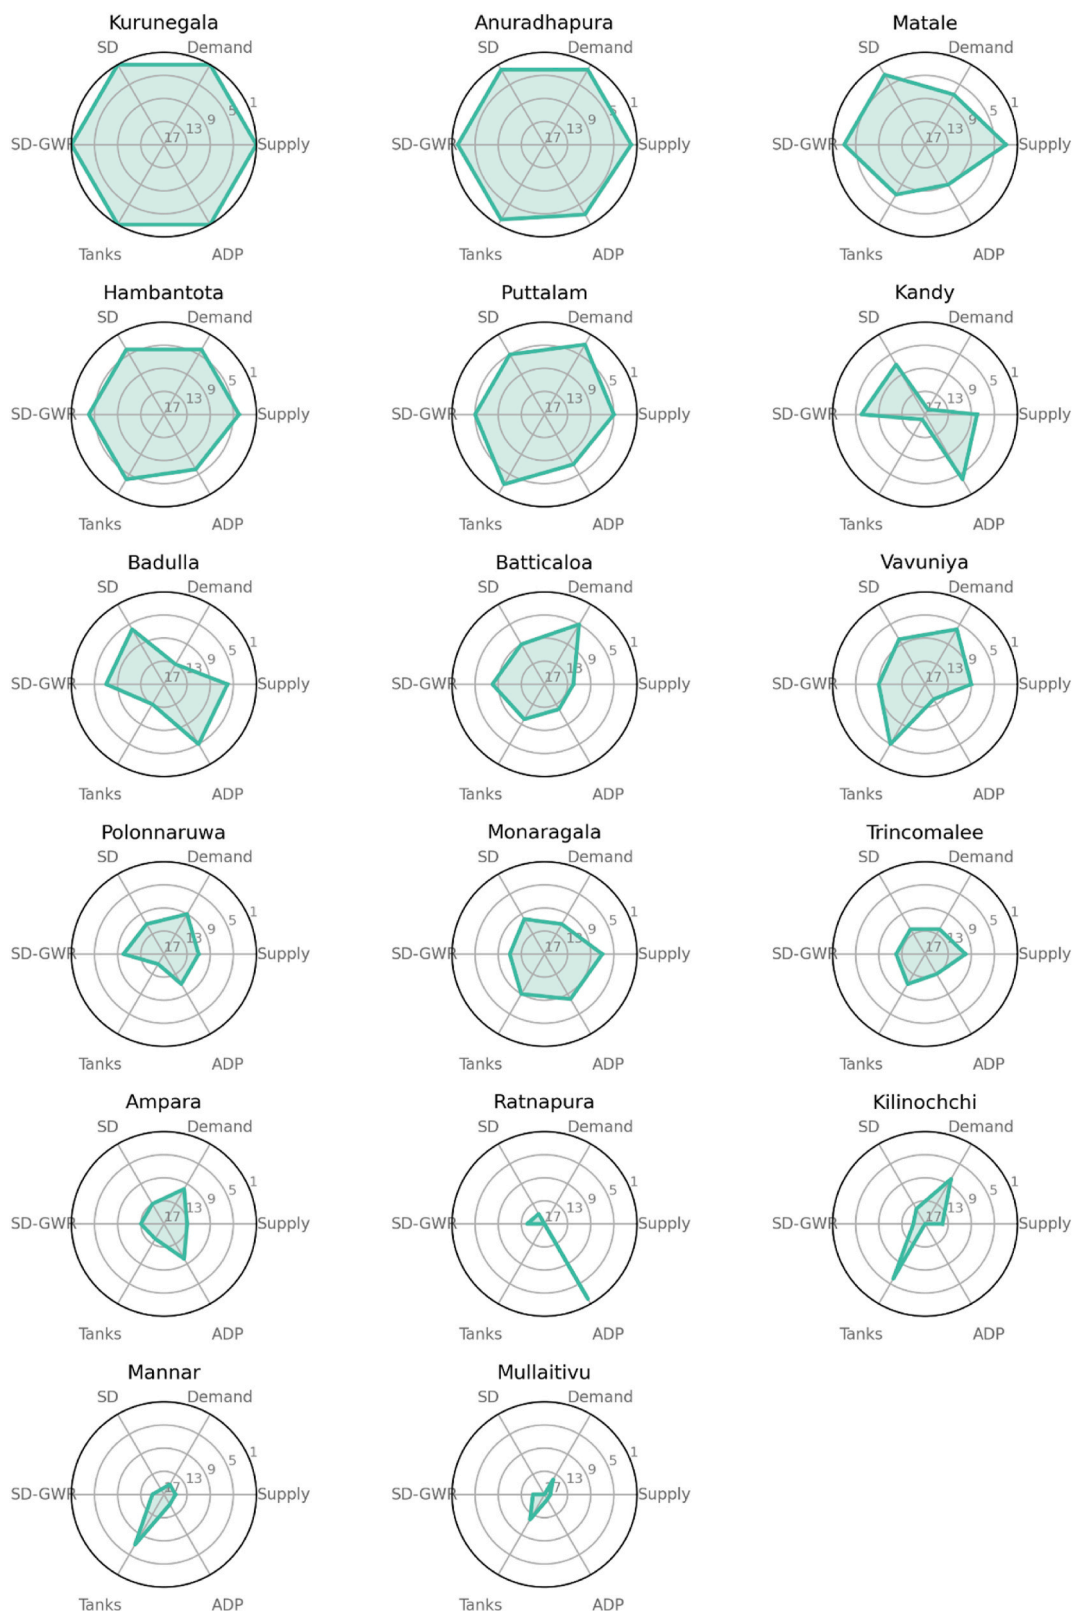 Kurunegala
SD Demand
SD-GWR 17 13 9 5 1 Supply
Tanks ADP
Anuradhapura
SD Demand
SD-GWR 17 13 9 5 1 Supply
Tanks ADP
Matale
SD Demand
SD-GWR 17 13 9 5 1 Supply
Tanks ADP
Hambantota
SD Demand
SD-GWR 17 13 9 5 1 Supply
Tanks ADP
Puttalam
SD Demand
SD-GWR 17 13 9 5 1 Supply
Tanks ADP
Kandy
SD Demand
SD-GWR 17 13 9 5 1 Supply
Tanks ADP
Badulla
SD Demand
SD-GWR 17 13 9 5 1 Supply
Tanks ADP
Batticaloa
SD Demand
SD-GWR 17 13 9 5 1 Supply
Tanks ADP
Vavuniya
SD Demand
SD-GWR 17 13 9 5 1 Supply
Tanks ADP
Polonnaruwa
SD Demand
SD-GWR 17 13 9 5 1 Supply
Tanks ADP
Monaragala
SD Demand
SD-GWR 17 13 9 5 1 Supply
Tanks ADP
Trincomalee
SD Demand
SD-GWR 17 13 9 5 1 Supply
Tanks ADP
Ampara
SD Demand
SD-GWR 17 13 9 5 1 Supply
Tanks ADP
Ratnapura
SD Demand
SD-GWR 17 13 9 5 1 Supply
Tanks ADP
Kilinochchi
SD Demand
SD-GWR 17 13 9 5 1 Supply
Tanks ADP
Mannar
SD Demand
SD-GWR 17 13 9 5 1 Supply
Tanks ADP
Mullaitivu
SD Demand
SD-GWR 17 13 9 5 1 Supply
Tanks ADP